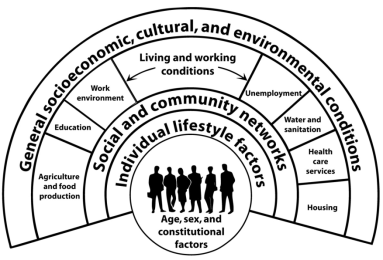 General socioeconomic, cultural, and environmental conditions
Living and working
conditions
Work
environment
Unemployment
Education
Water and
sanitation
Agriculture
and food
production
Health
care
services
Housing
Social and community networks
Individual lifestyle factors
Age, sex, and
constitutional
factors